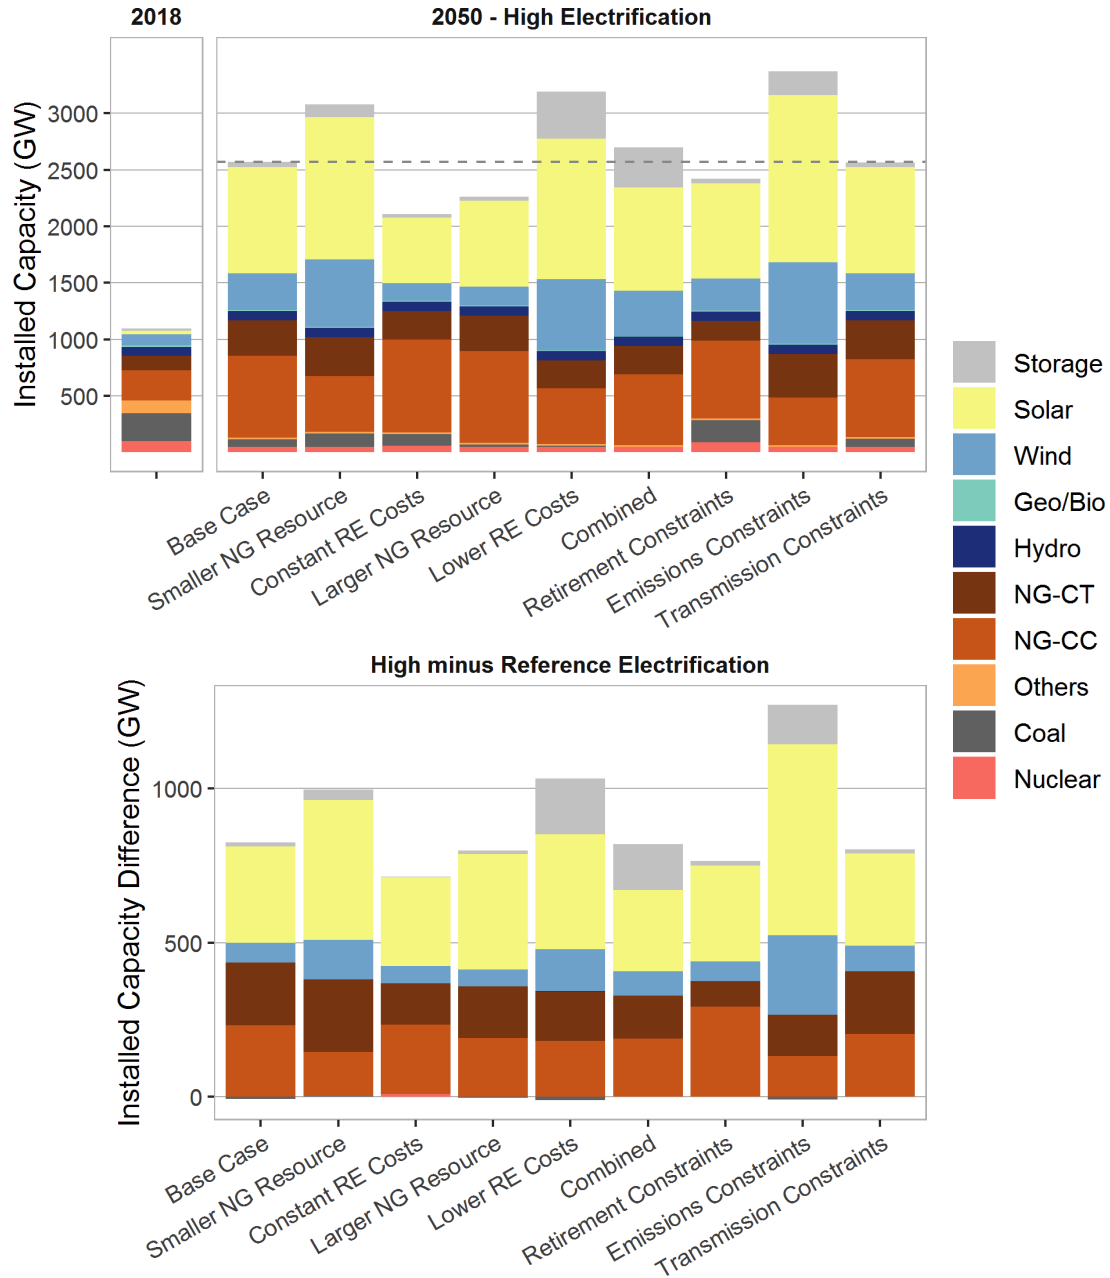 2018
2050 - High Electrification
Installed Capacity (GW)
3000
2500
2000
1500
1000
500
Base Case
Smaller NG Resource
Constant RE Costs
Larger NG Resource
Lower RE Costs
Combined
Retirement Constraints
Emissions Constraints
Transmission Constraints
Storage
Solar
Wind
Geo/Bio
Hydro
NG-CT
NG-CC
Others
Coal
Nuclear
High minus Reference Electrification
Installed Capacity Difference (GW)
1000
500
0
Base Case
Smaller NG Resource
Constant RE Costs
Larger NG Resource
Lower RE Costs
Combined
Retirement Constraints
Emissions Constraints
Transmission Constraints